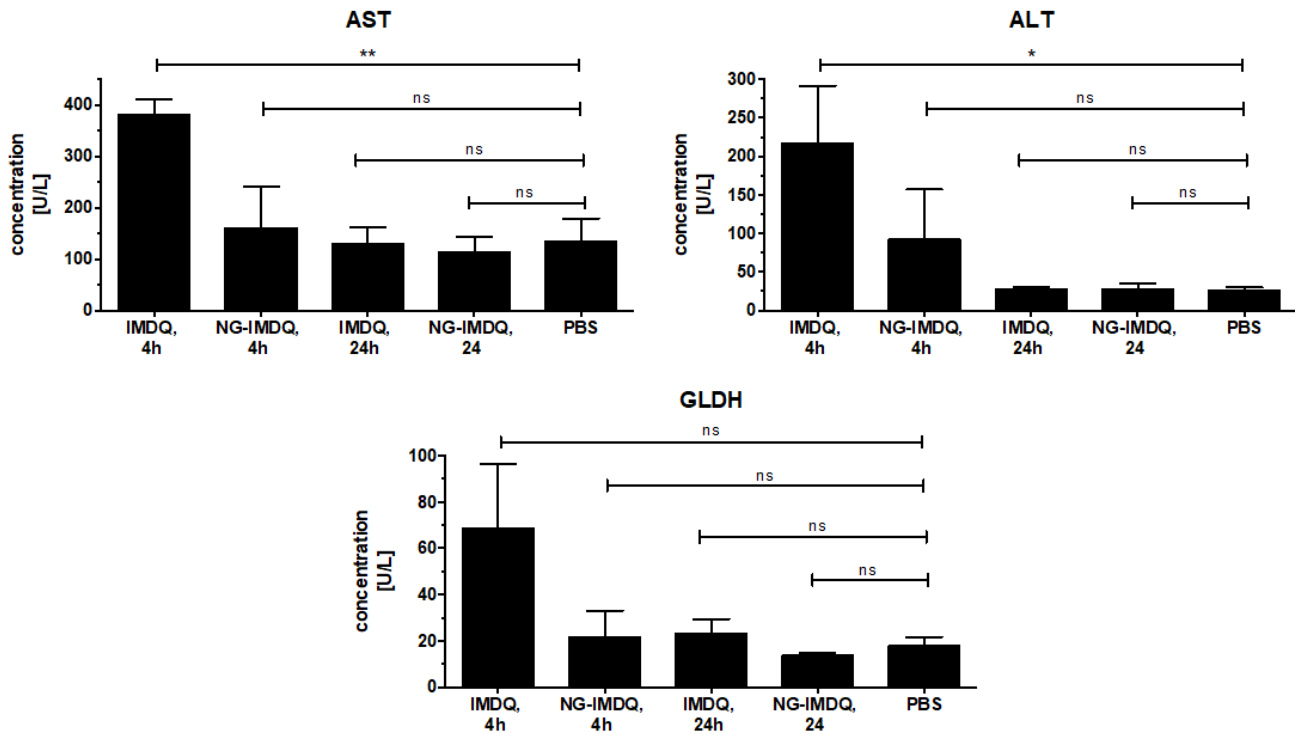 AST
**
ns
ns
ns
concentration
[U/L]
400
300
200
100
0
IMDQ, 4h
NG-IMDQ, 4h
IMDQ, 24h
NG-IMDQ, 24
PBS
ALT
*
ns
ns
ns
concentration
[U/L]
300
250
200
150
100
50
0
IMDQ, 4h
NG-IMDQ, 4h
IMDQ, 24h
NG-IMDQ, 24
PBS
GLDH
ns
ns
ns
ns
concentration
[U/L]
100
80
60
40
20
0
IMDQ, 4h
NG-IMDQ, 4h
IMDQ, 24h
NG-IMDQ, 24
PBS